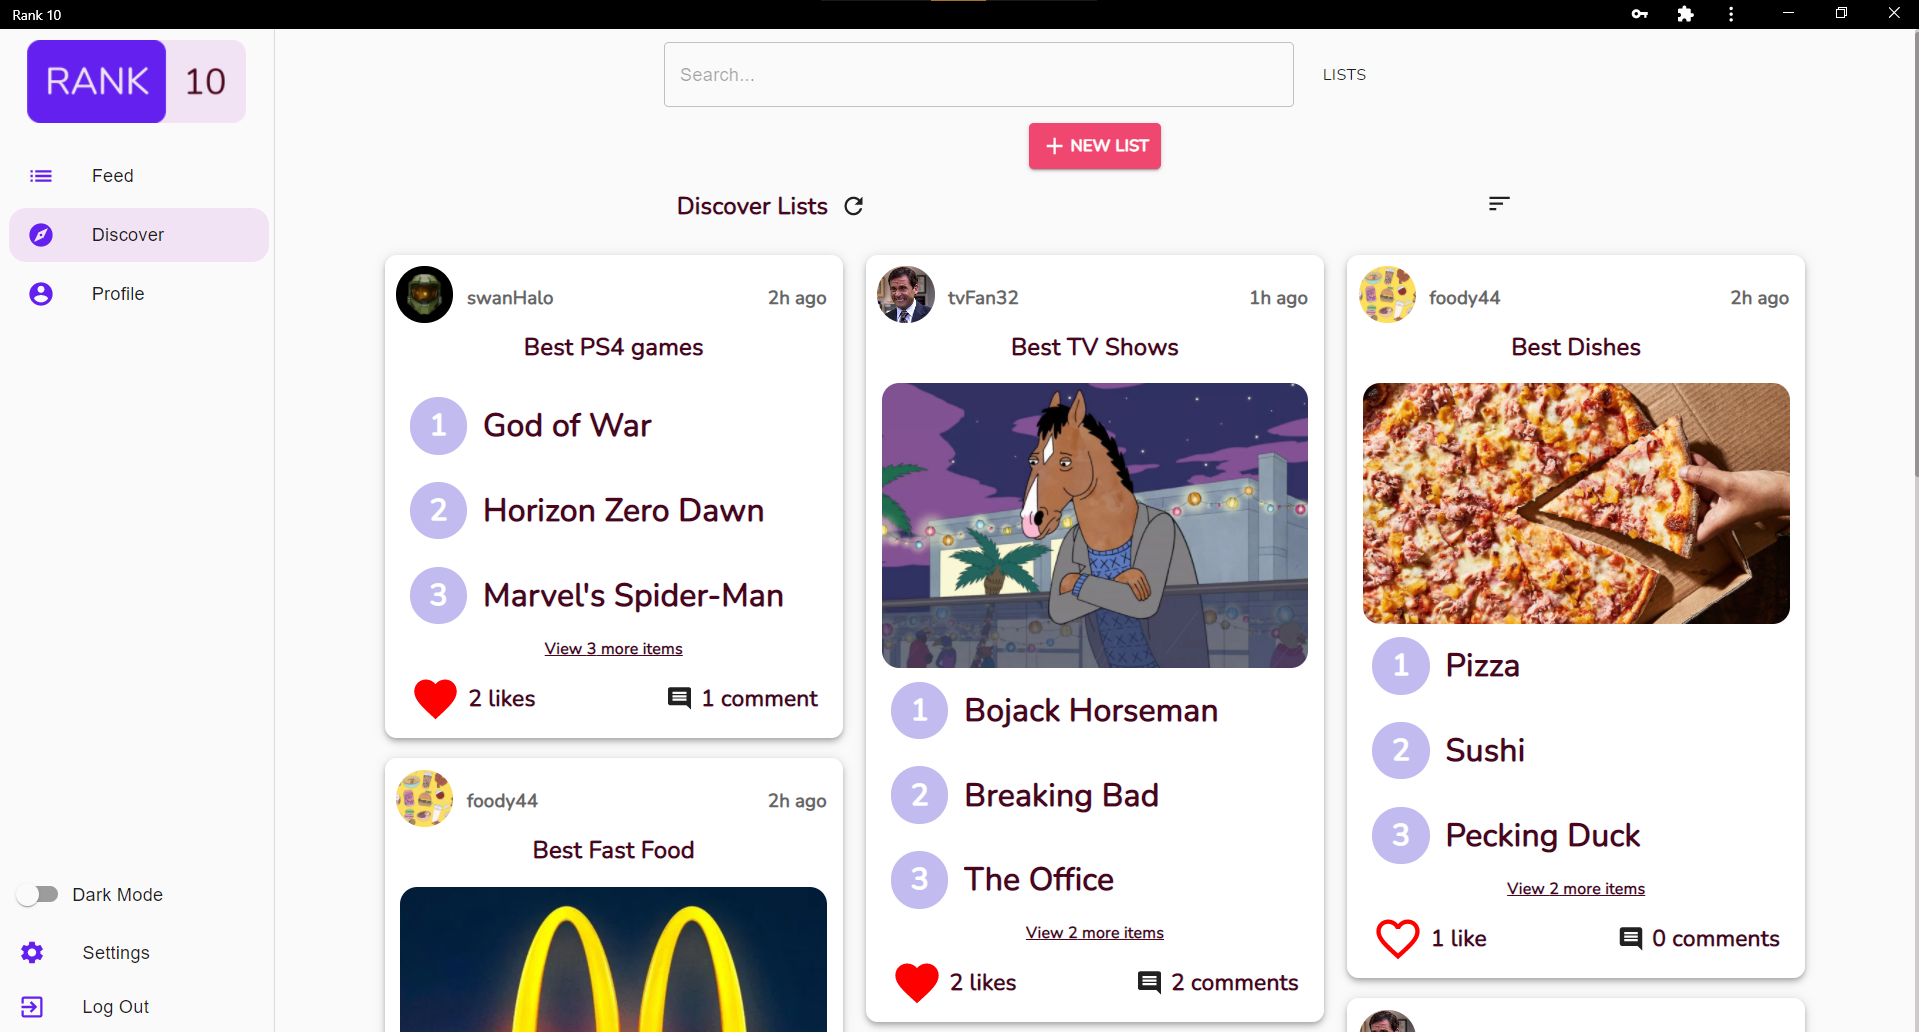 Rank 10
RANK 10
Feed
Discover
Profile
Dark Mode
Settings
Log Out
Search...
LISTS
NEW LIST
Discover Lists
swanHalo 2h ago
Best PS4 games
1 God of War
2 Horizon Zero Dawn
3 Marvel's Spider-Man
View 3 more items
2 likes 1 comment
foody44 2h ago
Best Fast Food
tvFan32 1h ago
Best TV Shows
1 Bojack Horseman
2 Breaking Bad
3 The Office
View 2 more items
2 likes 2 comments
foody44 2h ago
Best Dishes
1 Pizza
2 Sushi
3 Pecking Duck
View 2 more items
1 like 0 comments